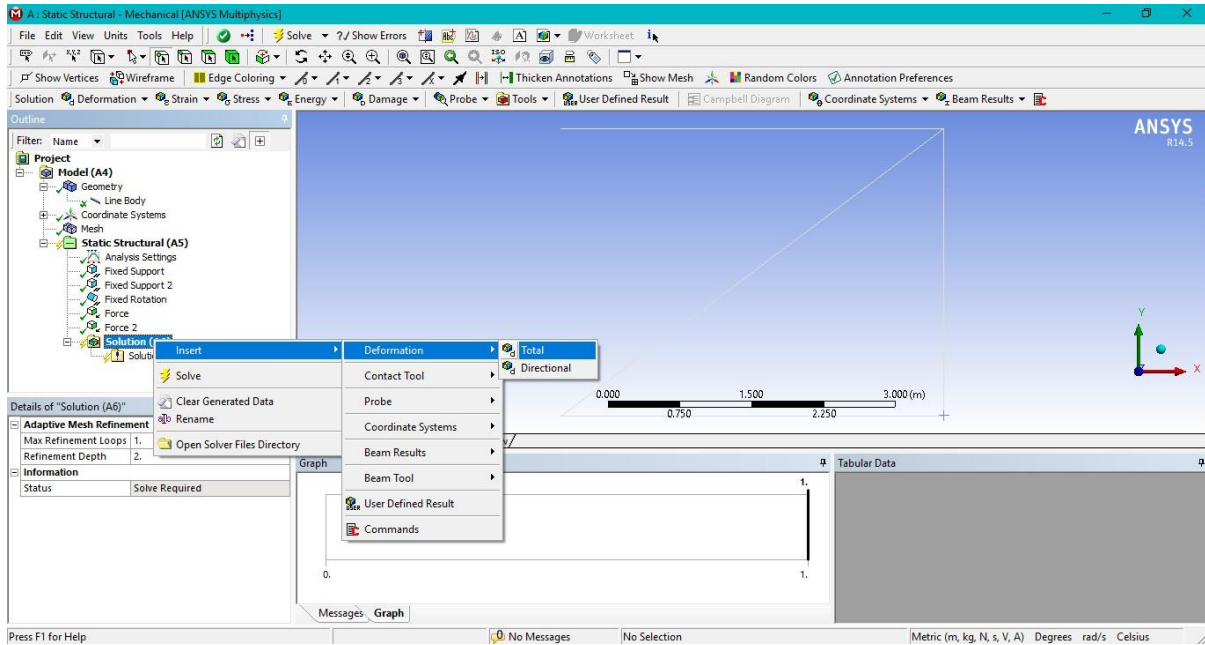 A : Static Structural - Mechanical [ANSYS Multiphysics]
File Edit View Units Tools Help Solve ?/ Show Errors Worksheet
Show Vertices Wireframe Edge Coloring Thicken Annotations Show Mesh Random Colors Annotation Preferences
Solution Deformation Strain Stress Energy Damage Probe Tools User Defined Result Campbell Diagram Coordinate Systems Beam Results
Outline
Filter: Name
Project
Model (A4)
Geometry
Line Body
Coordinate Systems
Mesh
Static Structural (A5)
Analysis Settings
Fixed Support
Fixed Support 2
Fixed Rotation
Force
Force 2
Solution
Insert
Solve
Clear Generated Data
Rename
Open Solver Files Directory
Deformation
Contact Tool
Probe
Coordinate Systems
Beam Results
Beam Tool
User Defined Result
Commands
Total
Directional
ANSYS
R14.5
Y
X
0.000 1.500 3.000 (m)
0.750 2.250
Details of "Solution (A6)"
Adaptive Mesh Refinement
Max Refinement Loops 1.
Refinement Depth 2.
Information
Status Solve Required
Graph
1.
0. 1.
Messages Graph
Tabular Data
Press F1 for Help No Messages No Selection Metric (m, kg, N, s, V, A) Degrees rad/s Celsius